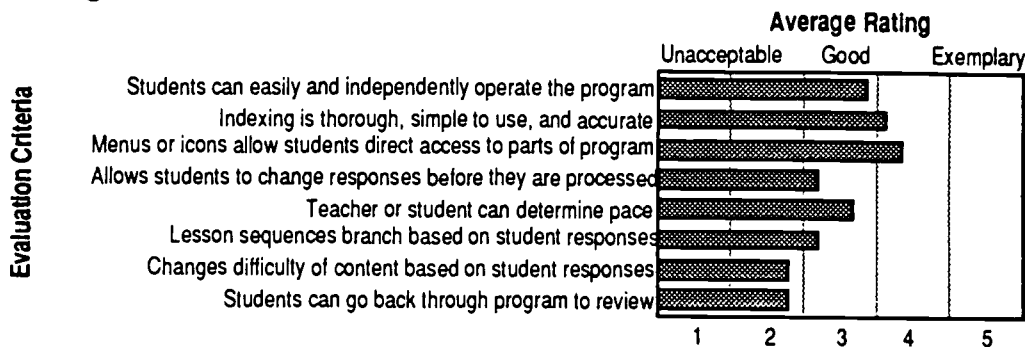 Average Rating
Unacceptable Good Exemplary
Evaluation Criteria
Students can easily and independently operate the program
Indexing is thorough, simple to use, and accurate
Menus or icons allow students direct access to parts of program
Allows students to change responses before they are processed
Teacher or student can determine pace
Lesson sequences branch based on student responses
Changes difficulty of content based on student responses
Students can go back through program to review
1 2 3 4 5